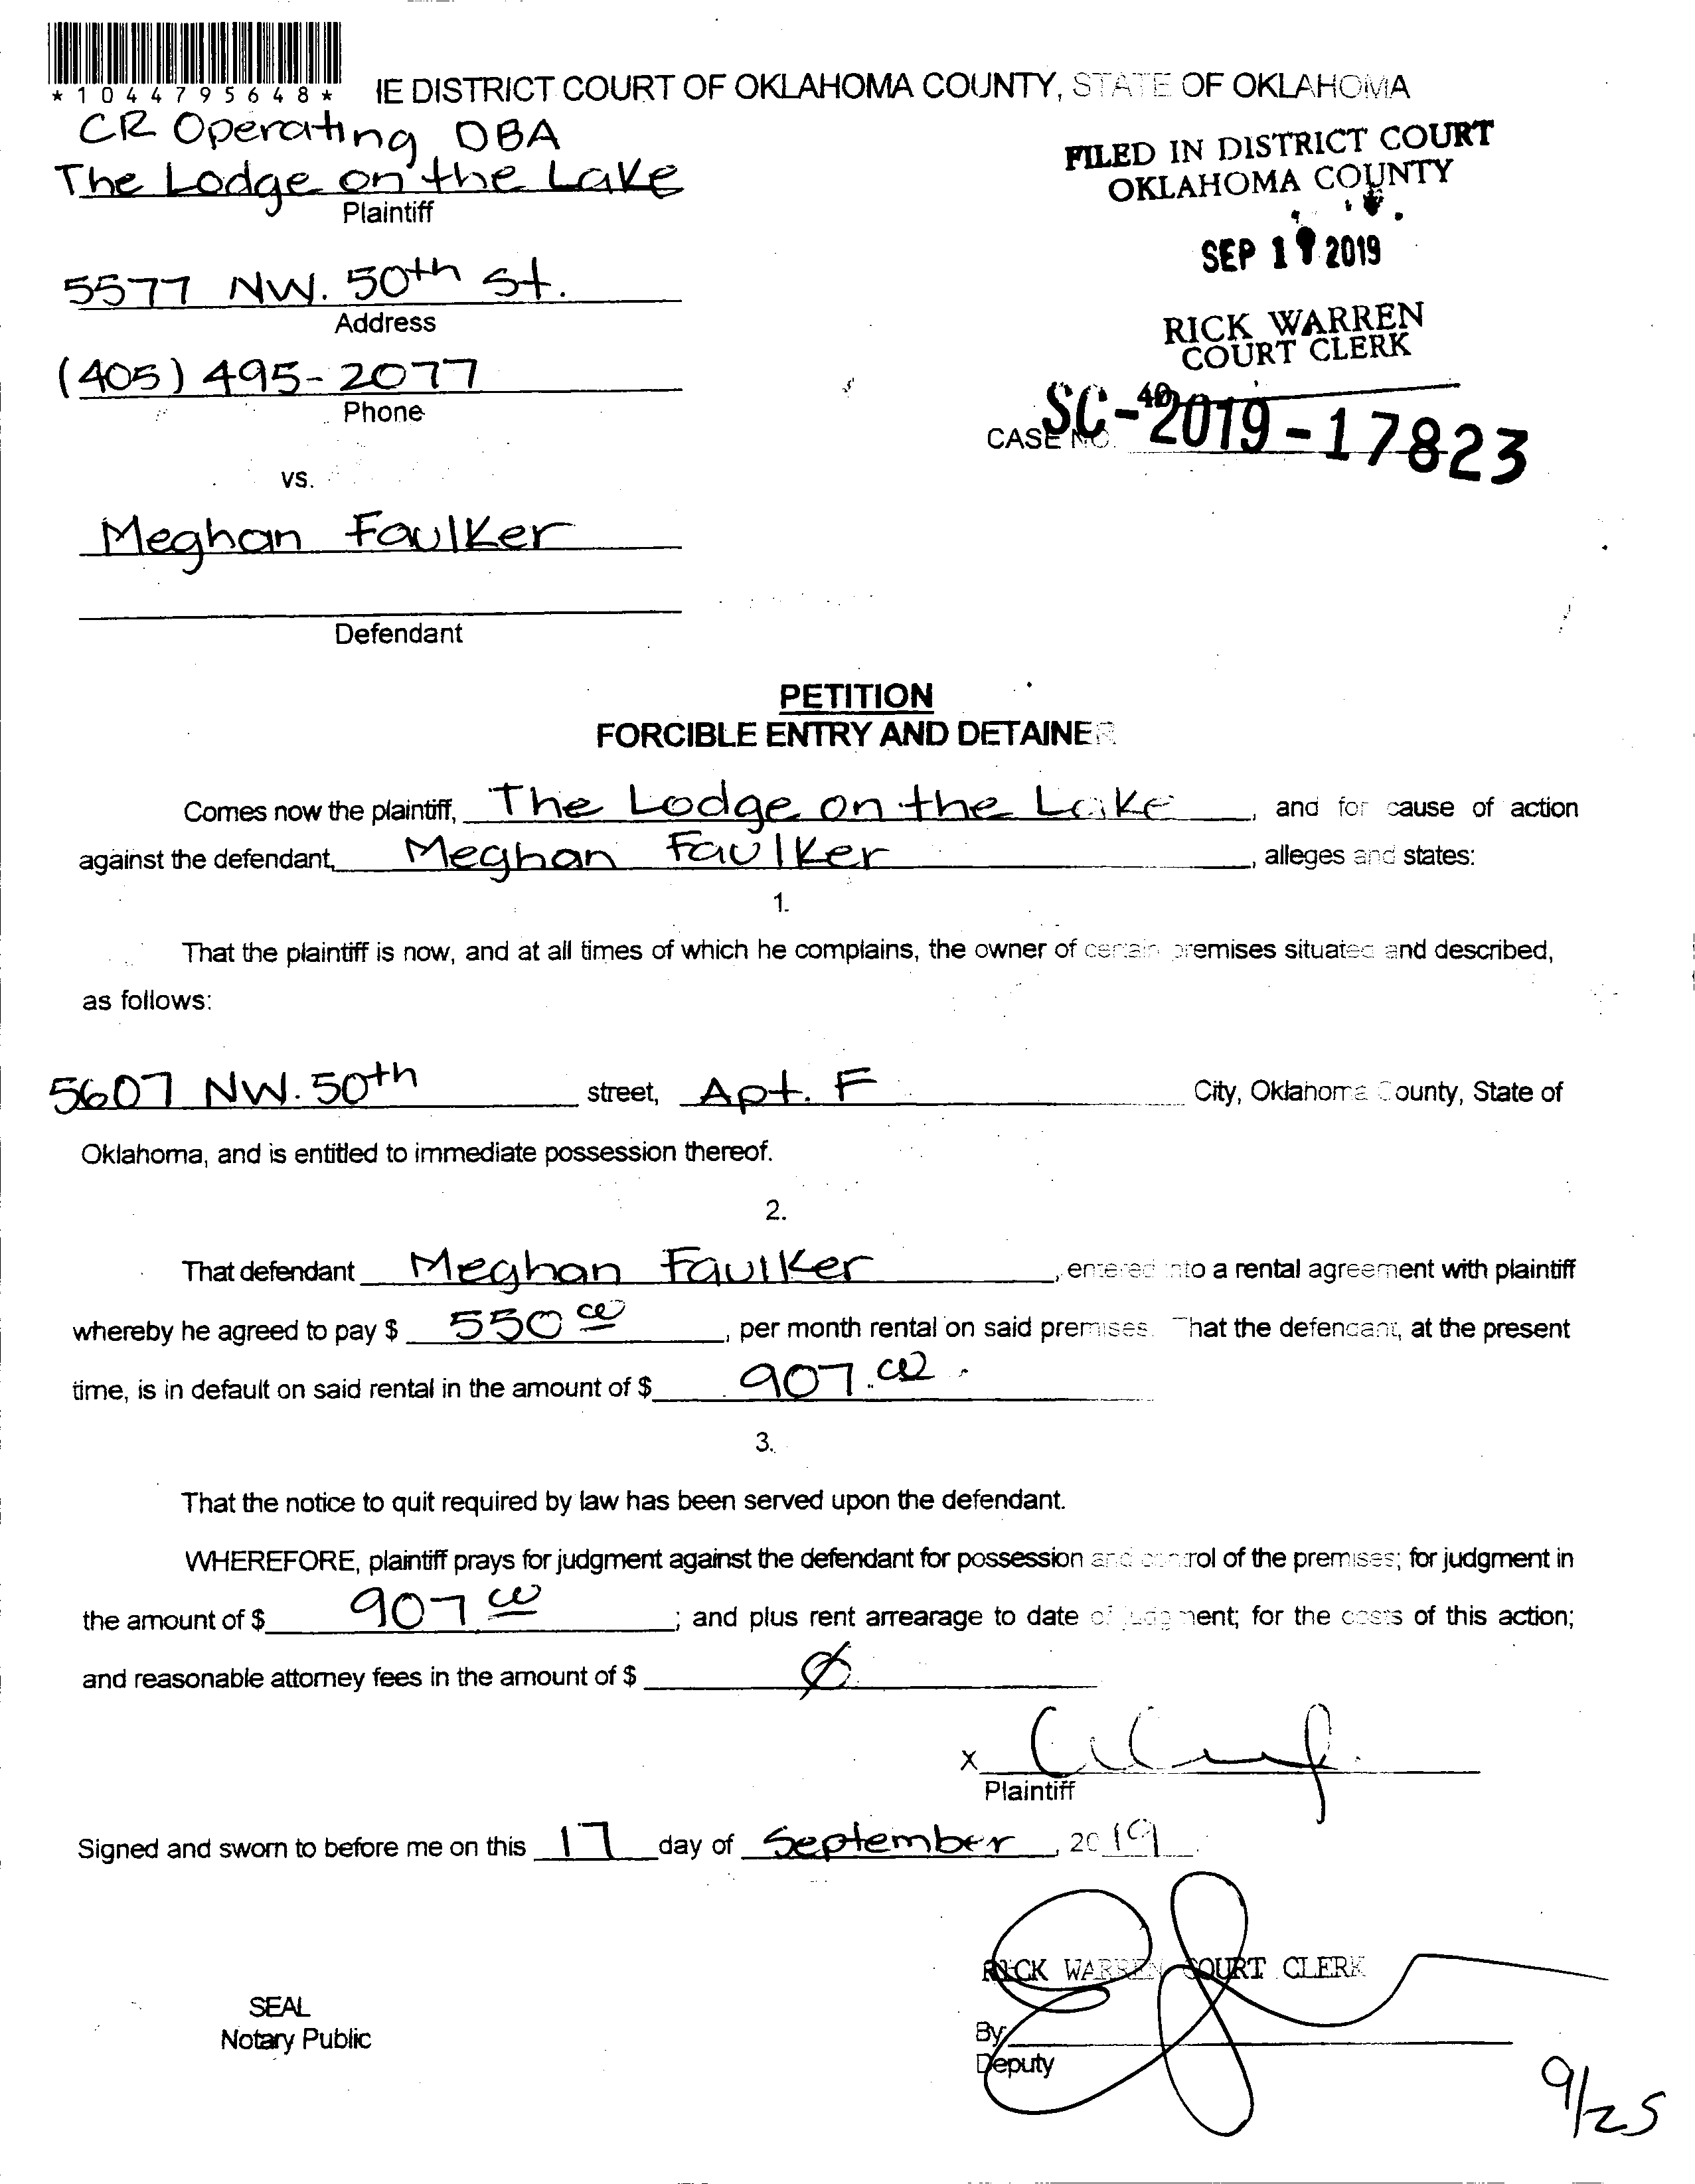 *1044795648*
IE DISTRICT COURT OF OKLAHOMA COUNTY, STATE OF OKLAHOMA
CR Operating DBA
The Lodge on the Lake
Plaintiff
FILED IN DISTRICT COURT
OKLAHOMA COUNTY
SEP 1 2019
RICK WARREN
COURT CLERK
40
5577 NW. 50th St.
Address
(405) 495-2077
Phone
CASE NO. SC-2019-17823
vs.
Meghan Faulker
Defendant
PETITION
FORCIBLE ENTRY AND DETAINER
Comes now the plaintiff, The Lodge on the Lake, and for cause of action
against the defendant, Meghan Faulker, alleges and states:
1.
That the plaintiff is now, and at all times of which he complains, the owner of certain premises situated and described,
as follows:
5607 NW. 50th street, Apt. F City, Oklahoma County, State of
Oklahoma, and is entitled to immediate possession thereof.
2.
That defendant Meghan Faulker, entered into a rental agreement with plaintiff
whereby he agreed to pay $ 550 00, per month rental on said premises. That the defendant, at the present
time, is in default on said rental in the amount of $ 907.00
3.
That the notice to quit required by law has been served upon the defendant.
WHEREFORE, plaintiff prays for judgment against the defendant for possession and control of the premises; for judgment in
the amount of $ 907 00; and plus rent arrearage to date of judgment; for the costs of this action;
and reasonable attorney fees in the amount of $ Ø
X
Plaintiff
Signed and sworn to before me on this 17 day of September, 2019.
RICK WARREN COURT CLERK
SEAL
Notary Public
By
Deputy
9/25